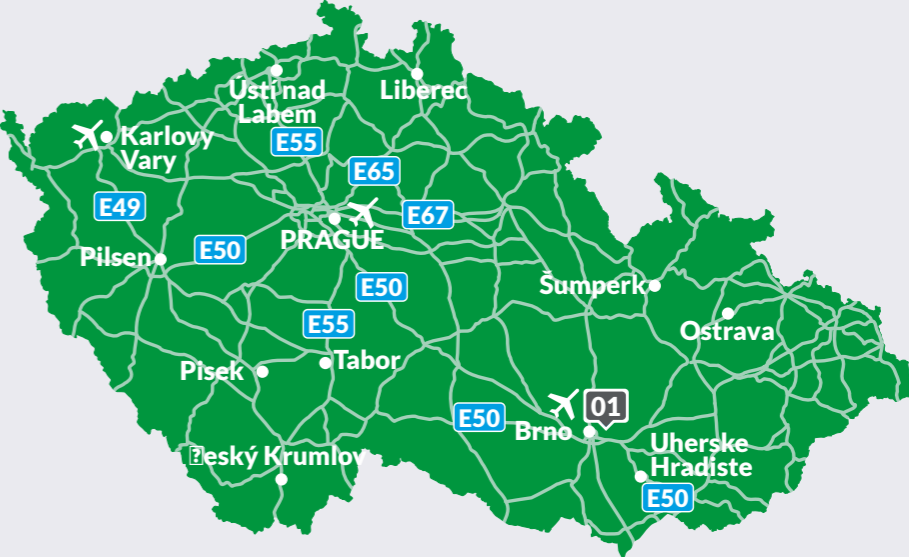 Ústí nad
Labem
Liberec
E55
Karlovy
Vary
E65
E49
E67
PRAGUE
E50
Pilsen
E50
Šumperk
E55
Ostrava
Tabor
Pisek
01
E50
Brno
Uherske
Hradiste
eský Krumlov
E50